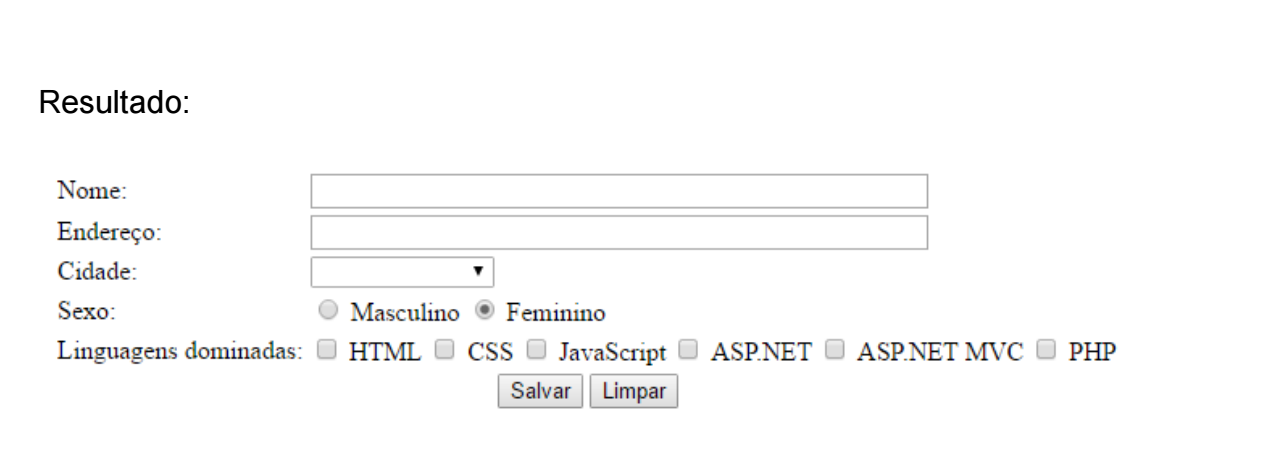 Resultado:
Nome:
Endereço:
Cidade:
Sexo: Masculino Feminino
Linguagens dominadas: HTML CSS JavaScript ASP.NET ASP.NET MVC PHP
Salvar Limpar